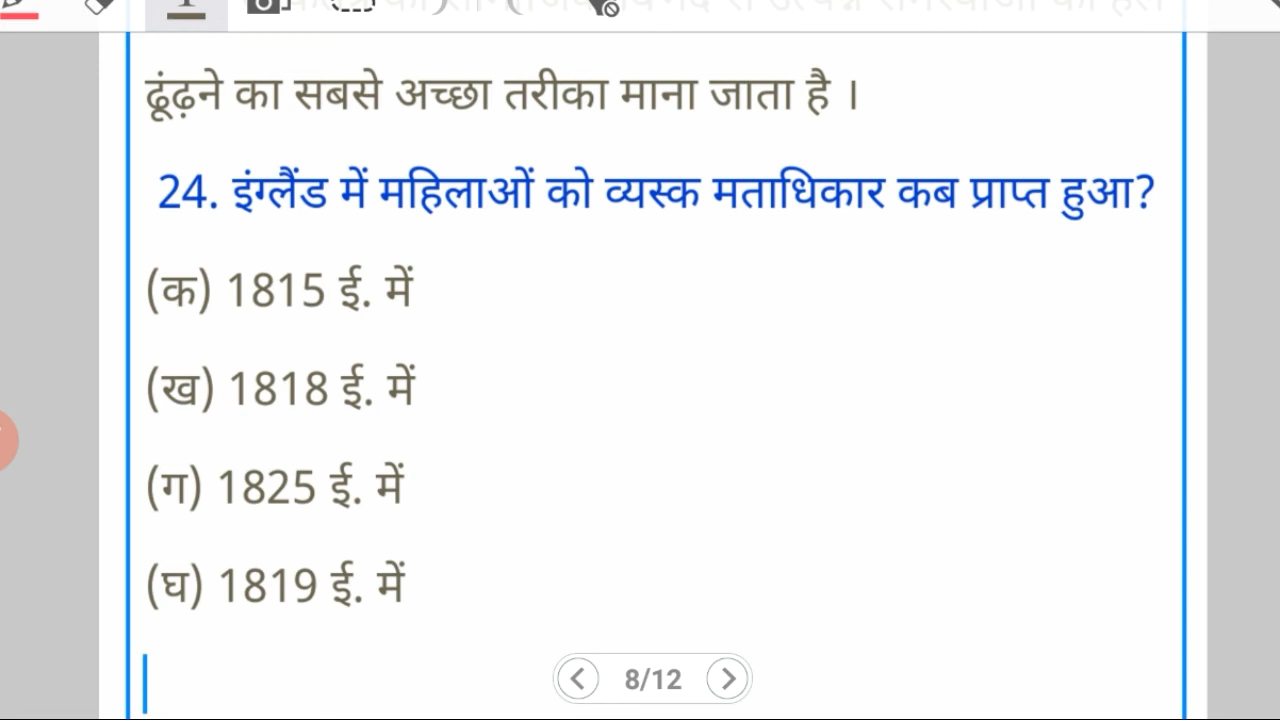 ढूंढ़ने का सबसे अच्छा तरीका माना जाता है ।
24. इंग्लैंड में महिलाओं को व्यस्क मताधिकार कब प्राप्त हुआ?
(क) 1815 ई. में
(ख) 1818 ई. में
(ग) 1825 ई. में
(घ) 1819 ई. में
8/12